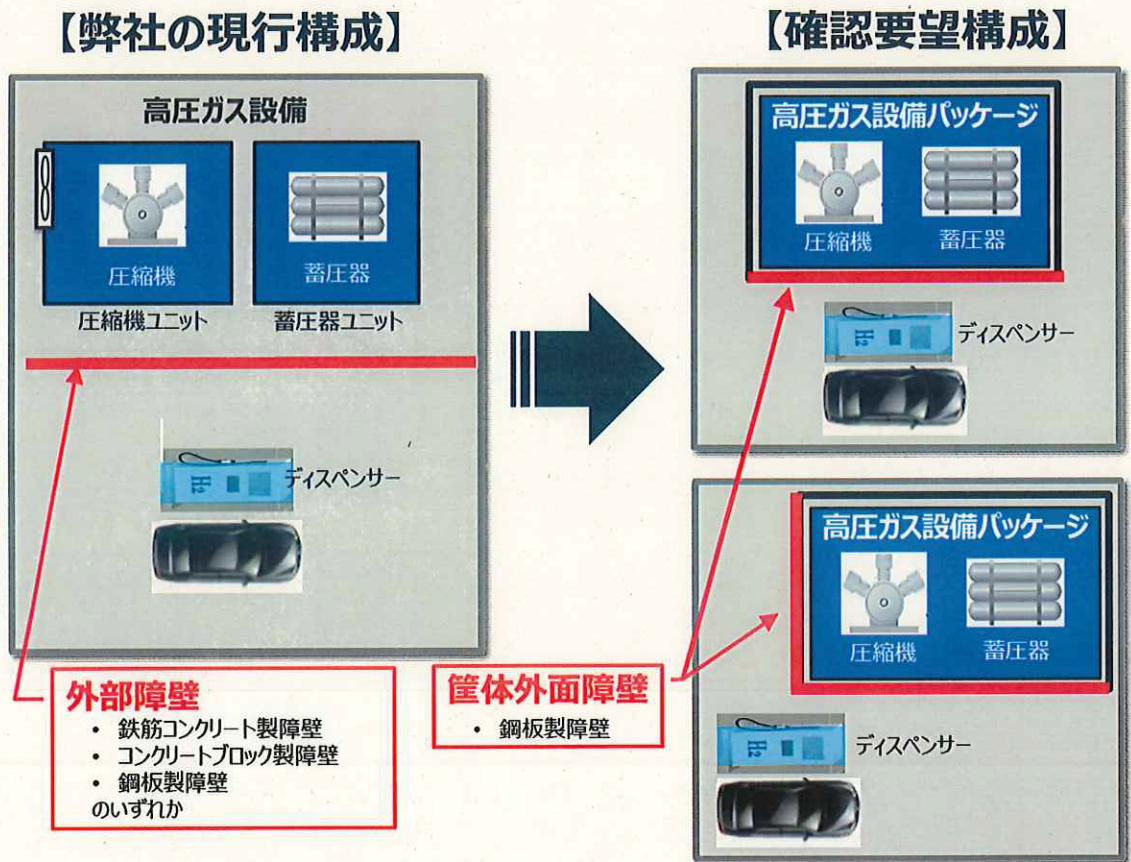 【弊社の現行構成】
高圧ガス設備
圧縮機
蓄圧器
圧縮機ユニット
蓄圧器ユニット
H2
ディスペンサー
外部障壁
• 鉄筋コンクリート製障壁
• コンクリートブロック製障壁
• 鋼板製障壁
のいずれか
【確認要望構成】
高圧ガス設備パッケージ
圧縮機
蓄圧器
H2
ディスペンサー
高圧ガス設備パッケージ
圧縮機
蓄圧器
筐体外面障壁
• 鋼板製障壁
H2
ディスペンサー